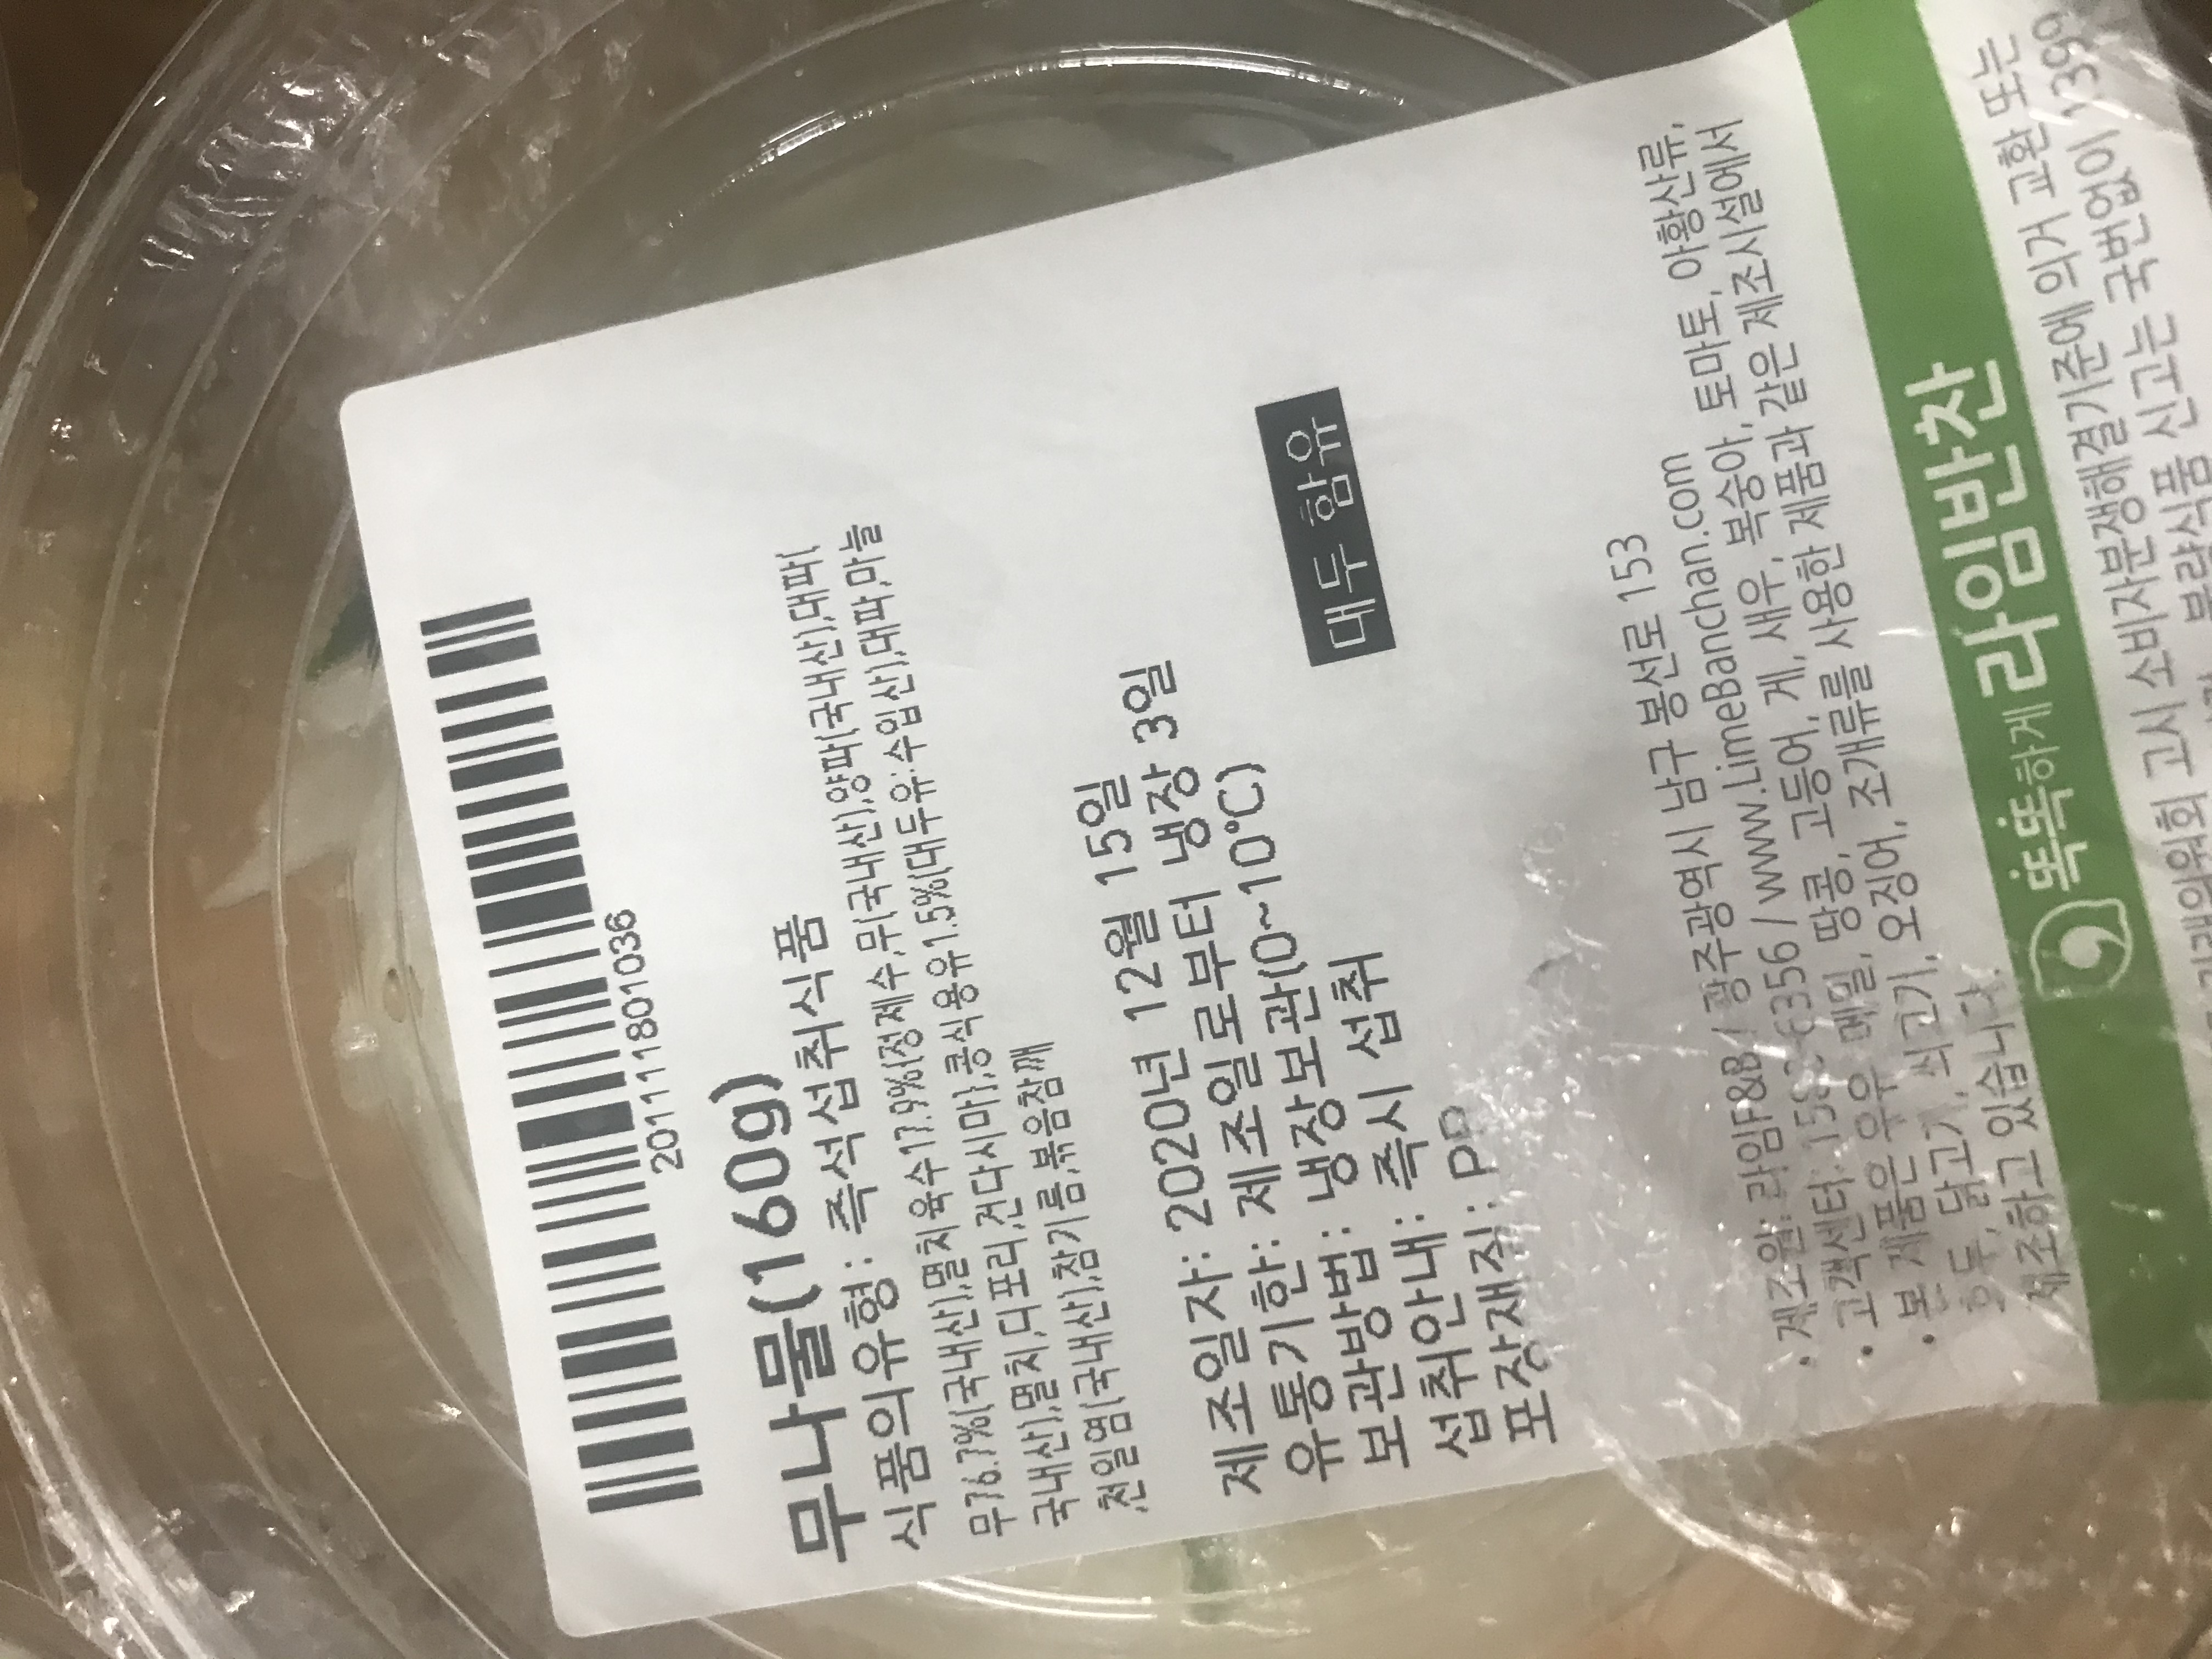 201111801036
무나물(160g)
식품의유형: 즉석섭취식품
무76.7%(국내산),멸치육수17.9%(정제수,무(국내산),양파(국내산),대파(
국내산),멸치,디포리,건다시마),콩식용유1.5%(대두유:수입산),대파,마늘
,천일염(국내산),참기름,볶음참깨
제조일자: 2020년 12월 15일
유통기한: 제조일로부터 냉장 3일
보관방법: 냉장보관(0~10℃)
섭취안내: 즉시 섭취
포장재질: PP
대두 함유
• 제조원: 라임F&B / 광주광역시 남구 봉선로 153
• 고객센터: 6356 / www.LimeBanchan.com
• 본 제품은 우유, 메밀, 땅콩, 고등어, 게, 새우, 복숭아, 토마토, 아황산류,
호두, 닭고기, 쇠고기, 오징어, 조개류를 사용한 제품과 같은 제조시설에서
제조하고 있습니다.
똑똑하게 라임반찬
고시 소비자분쟁해결기준에 의거 교환 또는
불량식품 신고는 국번없이 1399